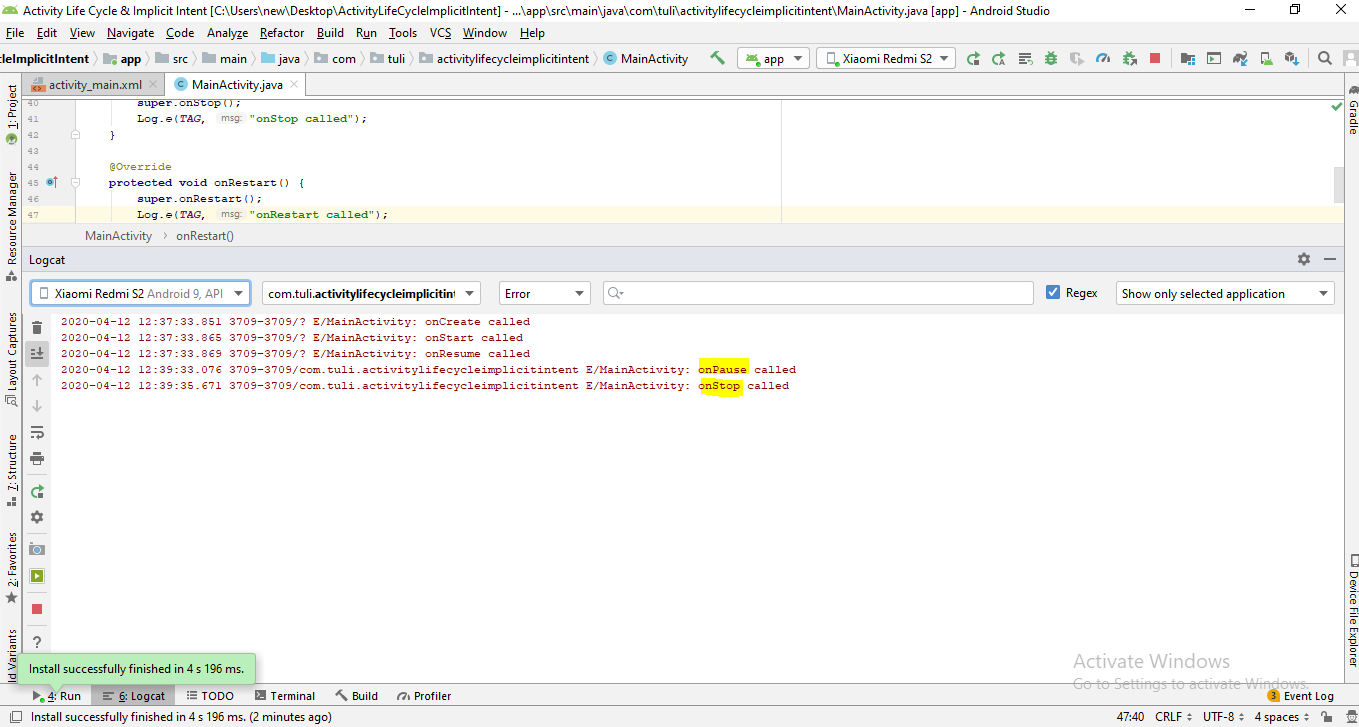 Activity Life Cycle & Implicit Intent [C:\Users\new\Desktop\ActivityLifeCycleImplicitIntent] - ...\app\src\main\java\com\tuli\activitylifecycleimplicitintent\MainActivity.java [app] - Android Studio
File Edit View Navigate Code Analyze Refactor Build Run Tools VCS Window Help
cleImplicitIntent app src main java com tuli activitylifecycleimplicitintent MainActivity app Xiaomi Redmi S2
activity_main.xml MainActivity.java
40 super.onStop();
41 Log.e(TAG, msg: "onStop called");
42 }
43
44 @Override
45 protected void onRestart() {
46 super.onRestart();
47 Log.e(TAG, msg: "onRestart called");
MainActivity › onRestart()
Logcat
Xiaomi Redmi S2 Android 9, API com.tuli.activitylifecycleimplicitint Error Regex Show only selected application
2020-04-12 12:37:33.851 3709-3709/? E/MainActivity: onCreate called
2020-04-12 12:37:33.865 3709-3709/? E/MainActivity: onStart called
2020-04-12 12:37:33.869 3709-3709/? E/MainActivity: onResume called
2020-04-12 12:39:33.076 3709-3709/com.tuli.activitylifecycleimplicitintent E/MainActivity: onPause called
2020-04-12 12:39:35.671 3709-3709/com.tuli.activitylifecycleimplicitintent E/MainActivity: onStop called
1: Project
Resource Manager
Layout Captures
7: Structure
2: Favorites
ld Variants
Gradle
Device File Explorer
?
Install successfully finished in 4 s 196 ms.
Activate Windows
Go to Settings to activate Windows.
4: Run 6: Logcat TODO Terminal Build Profiler 3 Event Log
Install successfully finished in 4 s 196 ms. (2 minutes ago) 47:40 CRLF UTF-8 4 spaces